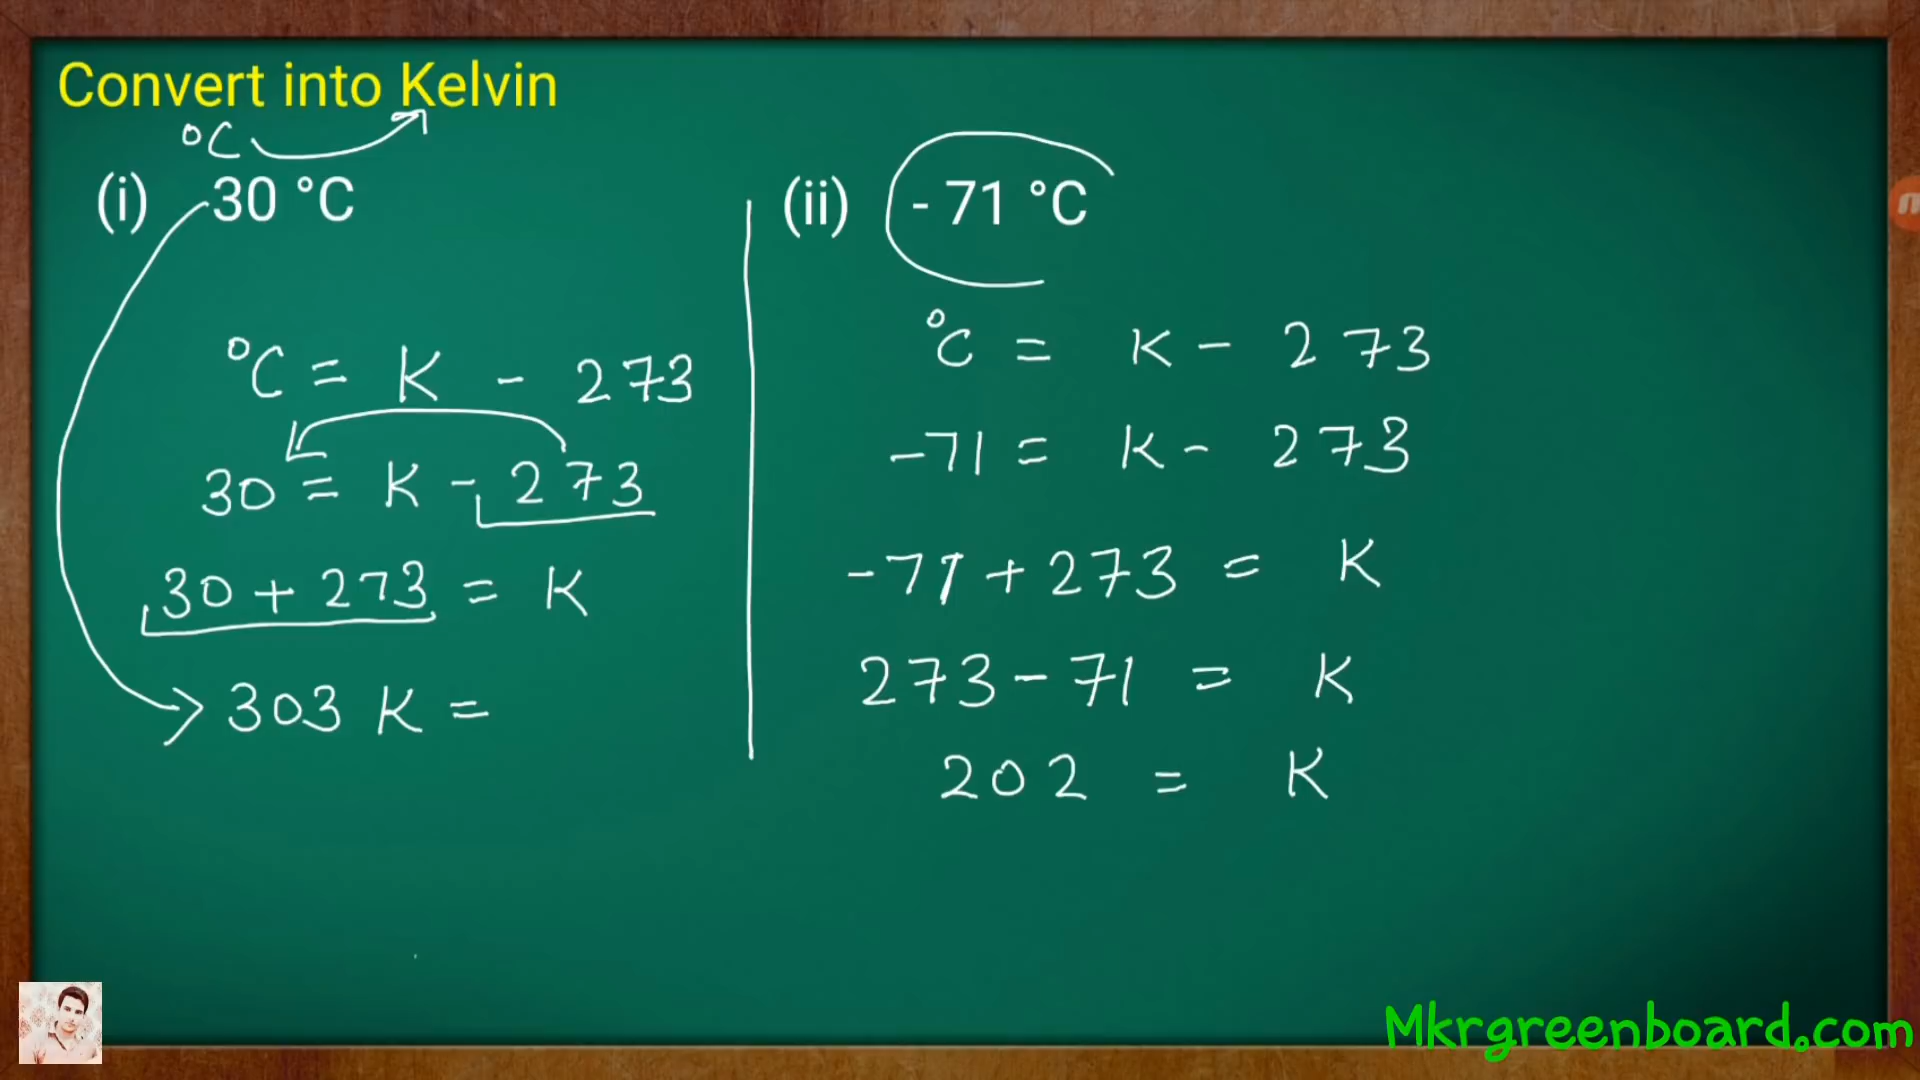 Convert into Kelvin
°C
(i) 30 °C
°C = K - 273
30 = K - 273
30 + 273 = K
303 K =
(ii) - 71 °C
°C = K - 273
-71 = K - 273
-71 + 273 = K
273 - 71 = K
202 = K
Mkrgreenboard.com